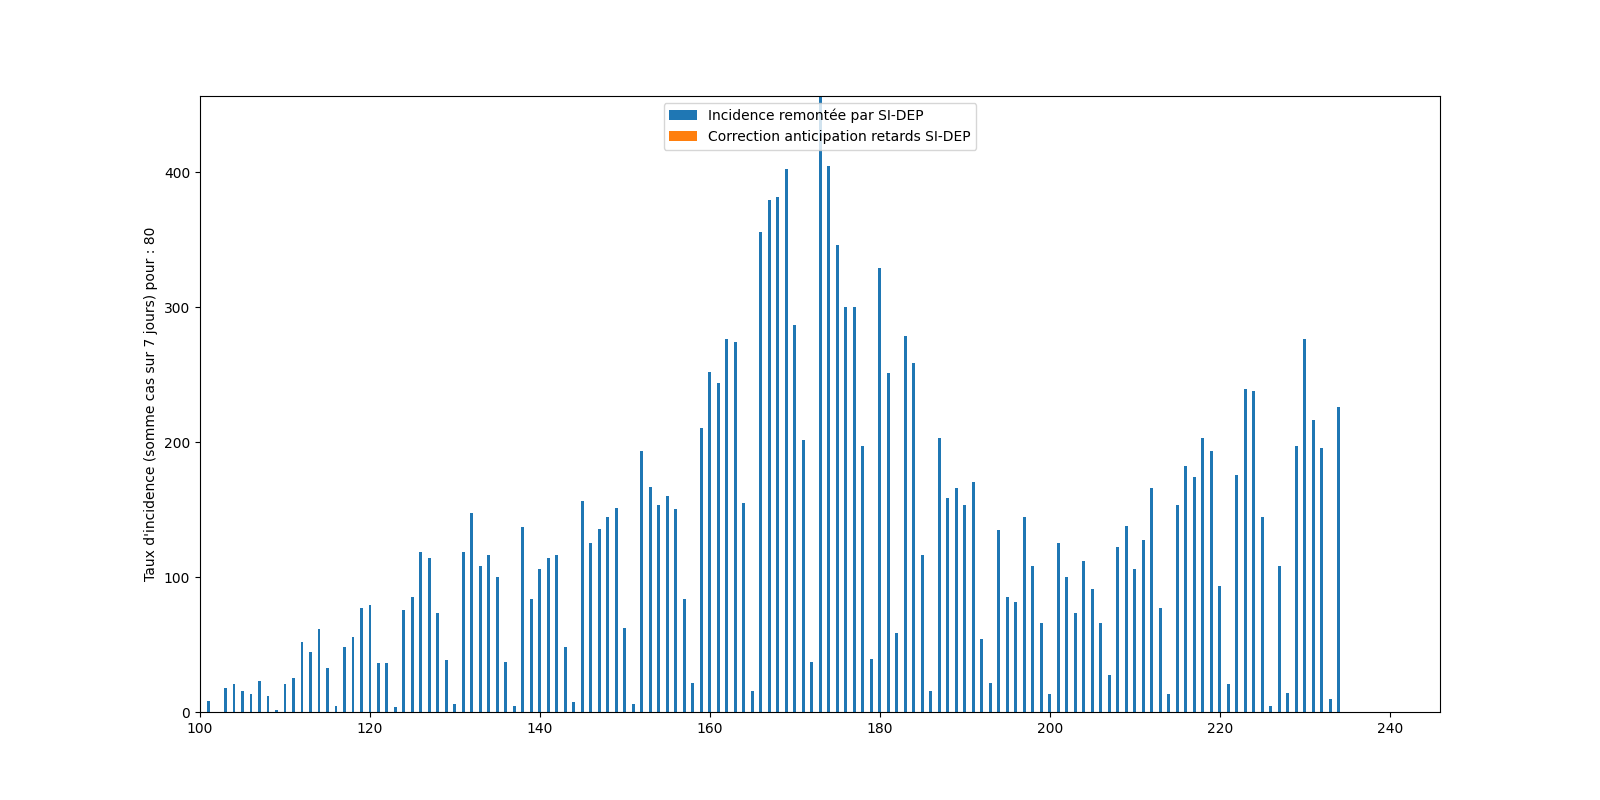 Incidence remontée par SI-DEP
Correction anticipation retards SI-DEP
Taux d'incidence (somme cas sur 7 jours) pour : 80
400
300
200
100
0
100 120 140 160 180 200 220 240